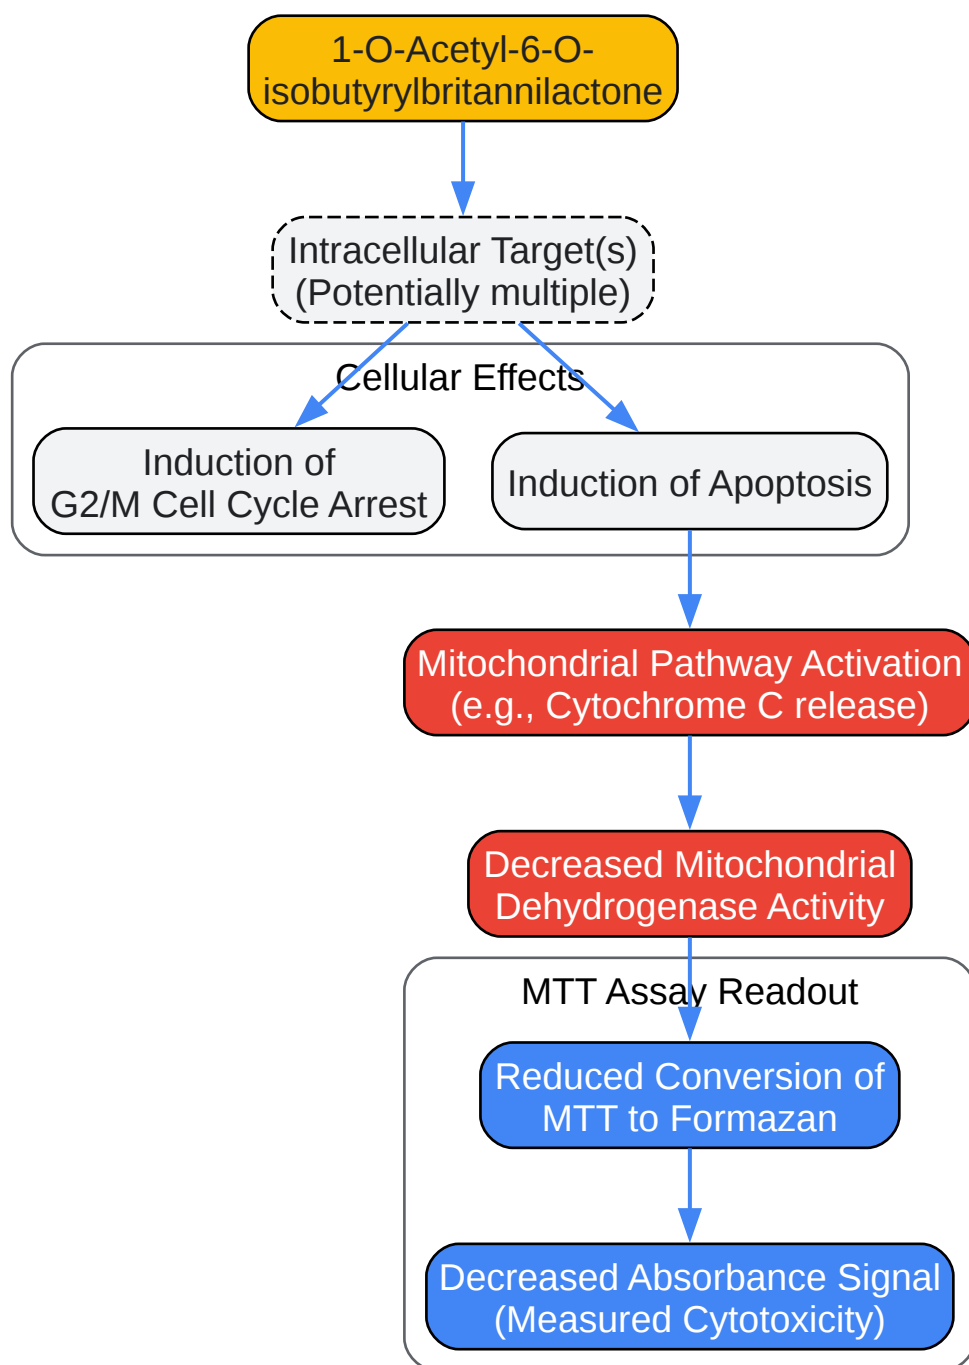 1-O-Acetyl-6-O-
isobutyrylbritannilactone
Intracellular Target(s)
(Potentially multiple)
Cellular Effects
Induction of
G2/M Cell Cycle Arrest
Induction of Apoptosis
Mitochondrial Pathway Activation
(e.g., Cytochrome C release)
Decreased Mitochondrial
Dehydrogenase Activity
MTT Assay Readout
Reduced Conversion of
MTT to Formazan
Decreased Absorbance Signal
(Measured Cytotoxicity)